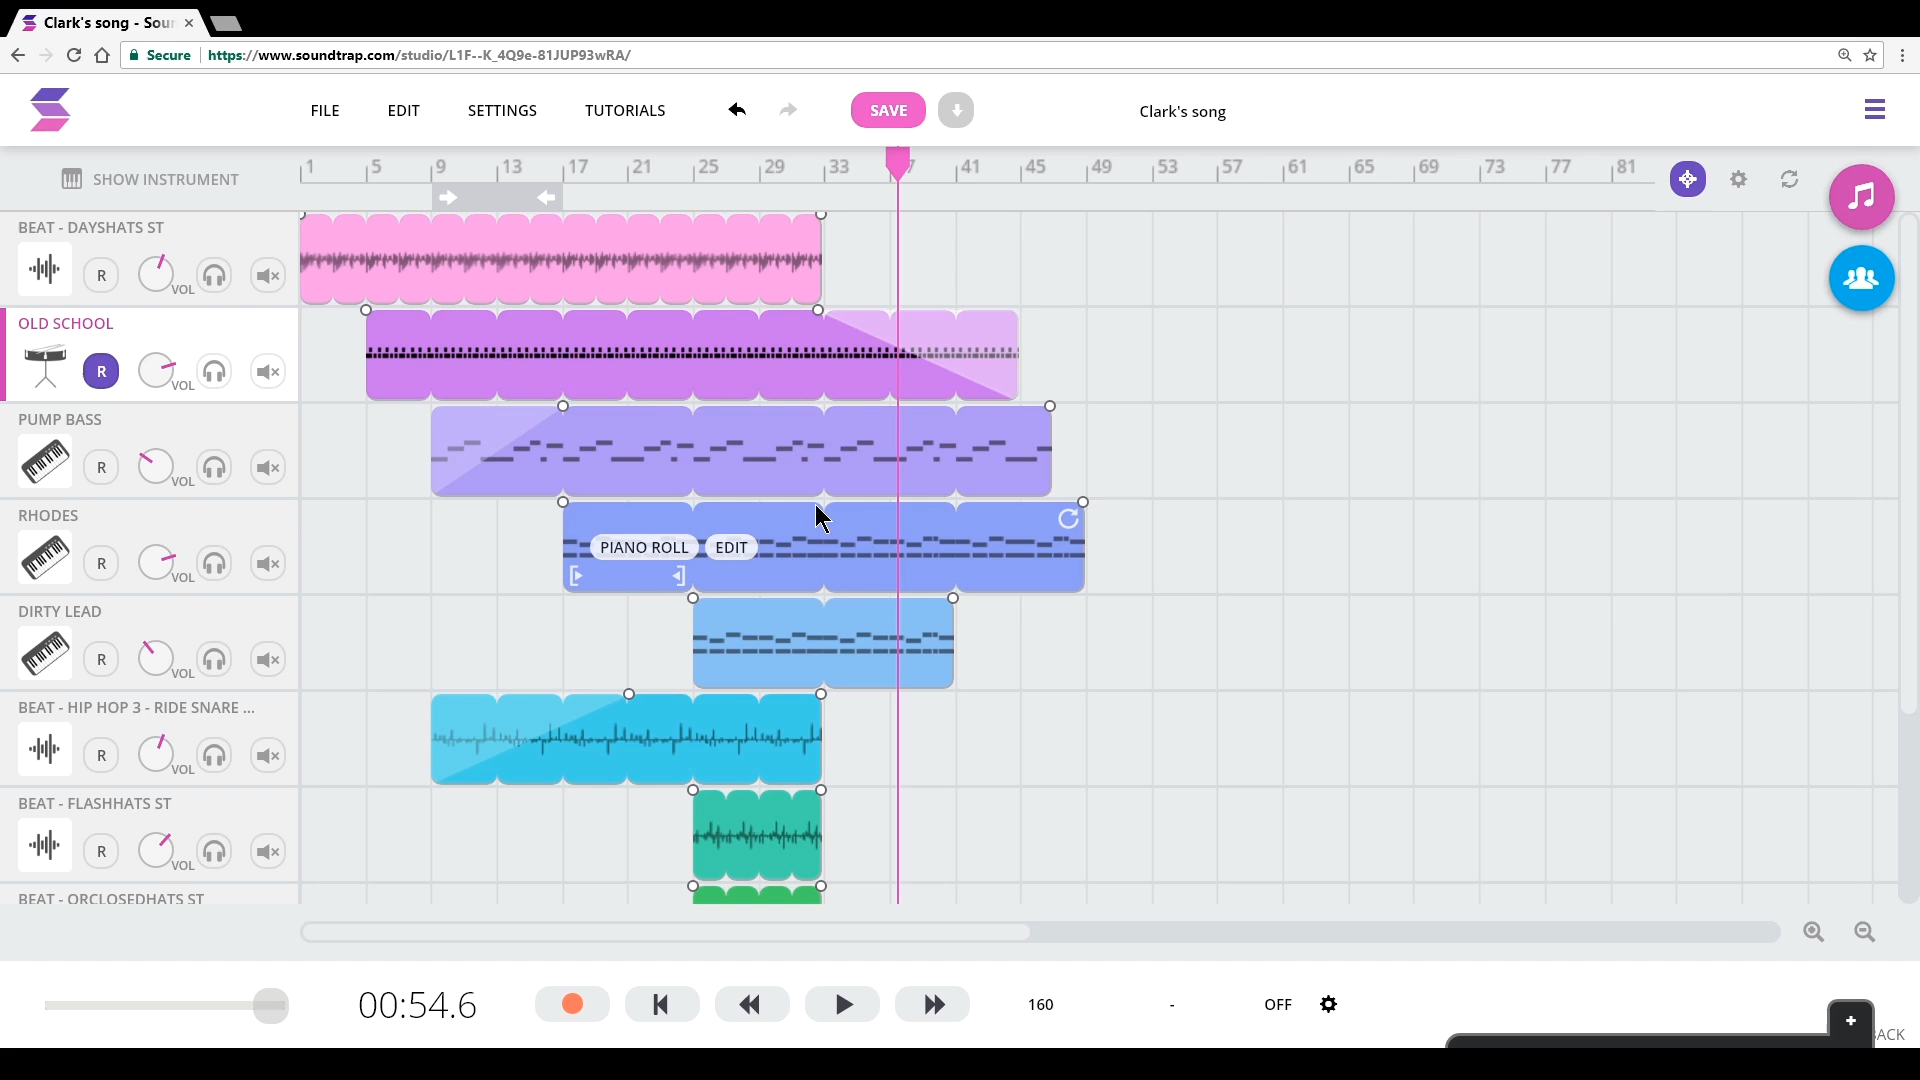 Clark's song - Soun
Secure https://www.soundtrap.com/studio/L1F--K_4Q9e-81JUP93wRA/
FILE EDIT SETTINGS TUTORIALS SAVE Clark's song
SHOW INSTRUMENT
1 5 9 13 17 21 25 29 33 7 41 45 49 53 57 61 65 69 73 77 81
BEAT - DAYSHATS ST
R VOL
OLD SCHOOL
R VOL
PUMP BASS
R VOL
RHODES
R VOL
PIANO ROLL EDIT
DIRTY LEAD
R VOL
BEAT - HIP HOP 3 - RIDE SNARE ...
R VOL
BEAT - FLASHHATS ST
R VOL
BEAT - ORCLOSEDHATS ST
00:54.6 160 - OFF
+
ACK